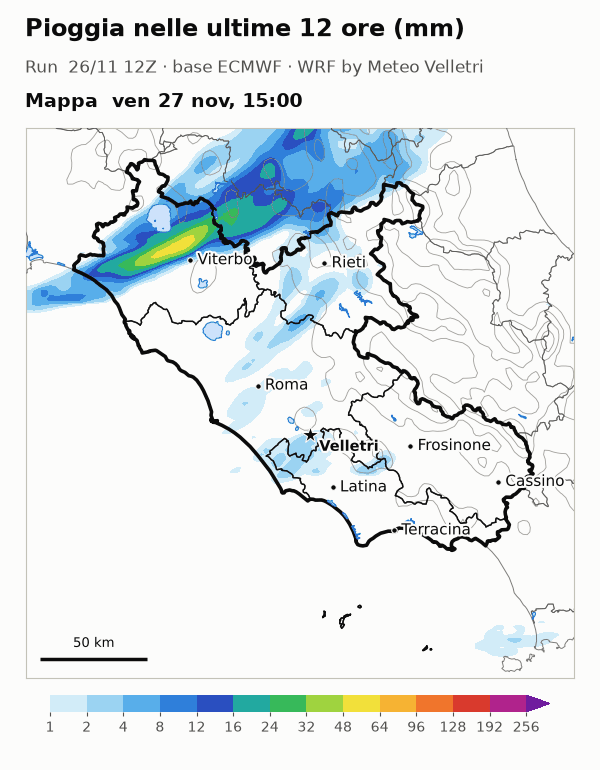 Pioggia nelle ultime 12 ore (mm)
Run  26/11 12Z · base ECMWF · WRF by Meteo Velletri
Mappa  ven 27 nov, 15:00
Viterbo
Rieti
Roma
Velletri
Frosinone
Cassino
Latina
Terracina
50 km
1 2 4 8 12 16 24 32 48 64 96 128 192 256